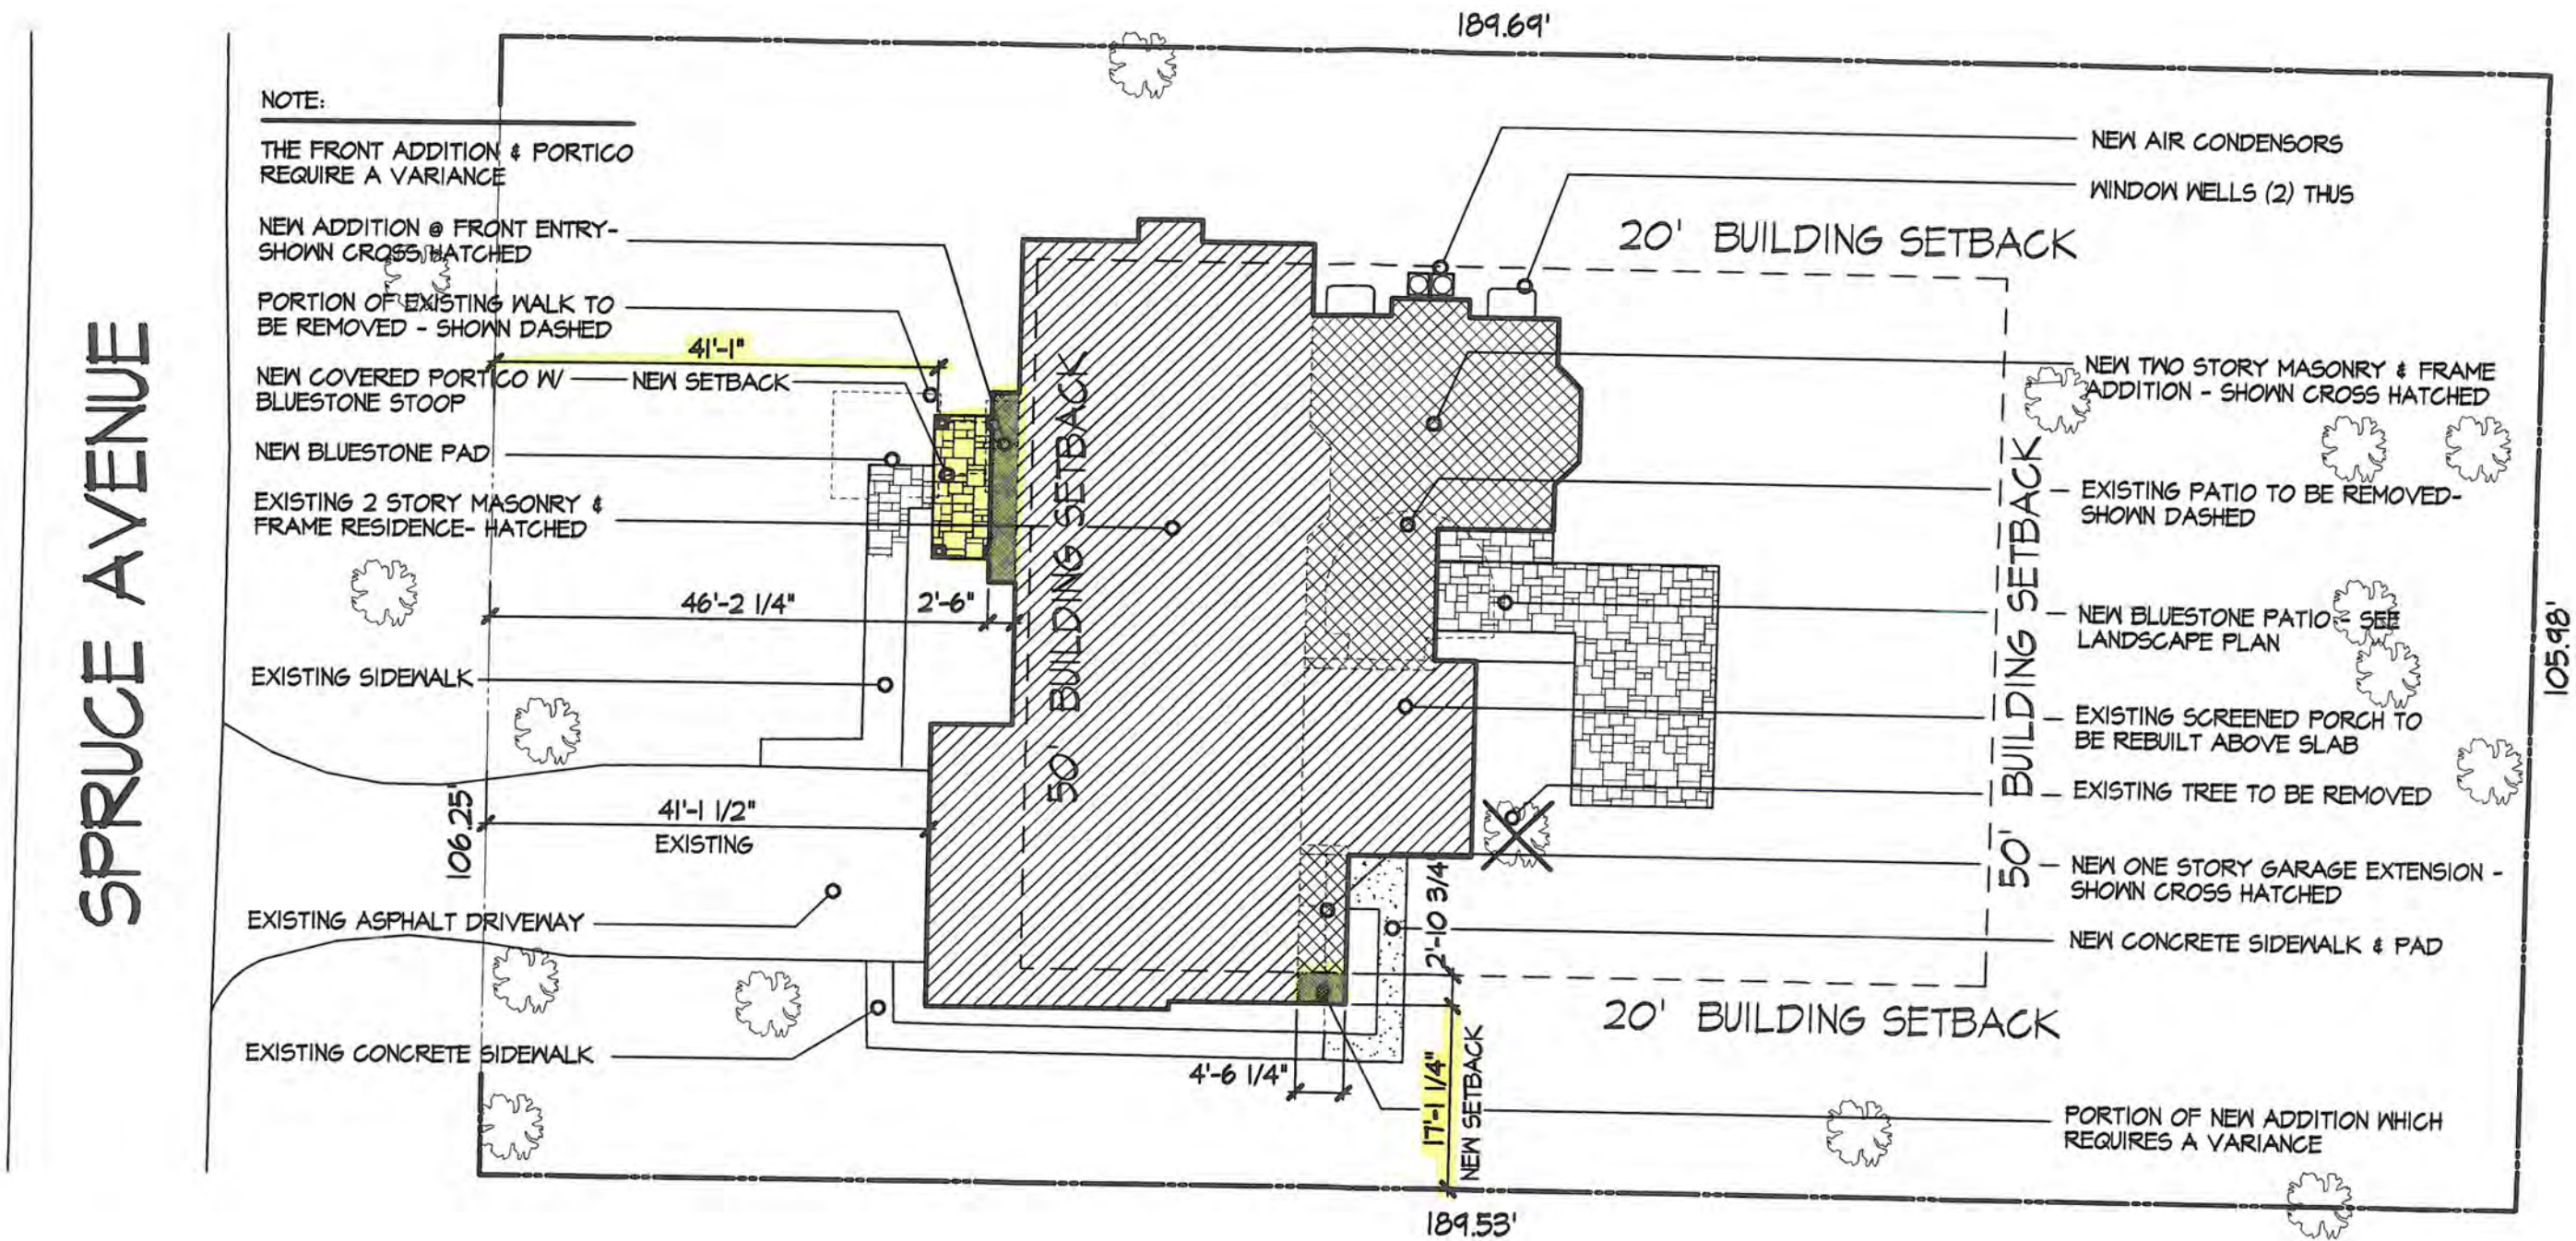 189.69'
NOTE:
THE FRONT ADDITION & PORTICO
REQUIRE A VARIANCE
NEW ADDITION @ FRONT ENTRY-
SHOWN CROSS HATCHED
PORTION OF EXISTING WALK TO
BE REMOVED - SHOWN DASHED
41'-1"
NEW COVERED PORTICO W/
BLUESTONE STOOP
NEW SETBACK
NEW BLUESTONE PAD
EXISTING 2 STORY MASONRY &
FRAME RESIDENCE- HATCHED
46'-2 1/4"
2'-6"
EXISTING SIDEWALK
106.25'
41'-1 1/2"
EXISTING
EXISTING ASPHALT DRIVEWAY
EXISTING CONCRETE SIDEWALK
SPRUCE AVENUE
50' BUILDING SETBACK
NEW AIR CONDENSORS
WINDOW WELLS (2) THUS
20' BUILDING SETBACK
NEW TWO STORY MASONRY & FRAME
ADDITION - SHOWN CROSS HATCHED
EXISTING PATIO TO BE REMOVED-
SHOWN DASHED
NEW BLUESTONE PATIO - SEE
LANDSCAPE PLAN
EXISTING SCREENED PORCH TO
BE REBUILT ABOVE SLAB
EXISTING TREE TO BE REMOVED
NEW ONE STORY GARAGE EXTENSION -
SHOWN CROSS HATCHED
NEW CONCRETE SIDEWALK & PAD
50' BUILDING SETBACK
105.98'
2'-10 3/4"
20' BUILDING SETBACK
4'-6 1/4"
17'-1 1/4"
NEW SETBACK
PORTION OF NEW ADDITION WHICH
REQUIRES A VARIANCE
189.53'